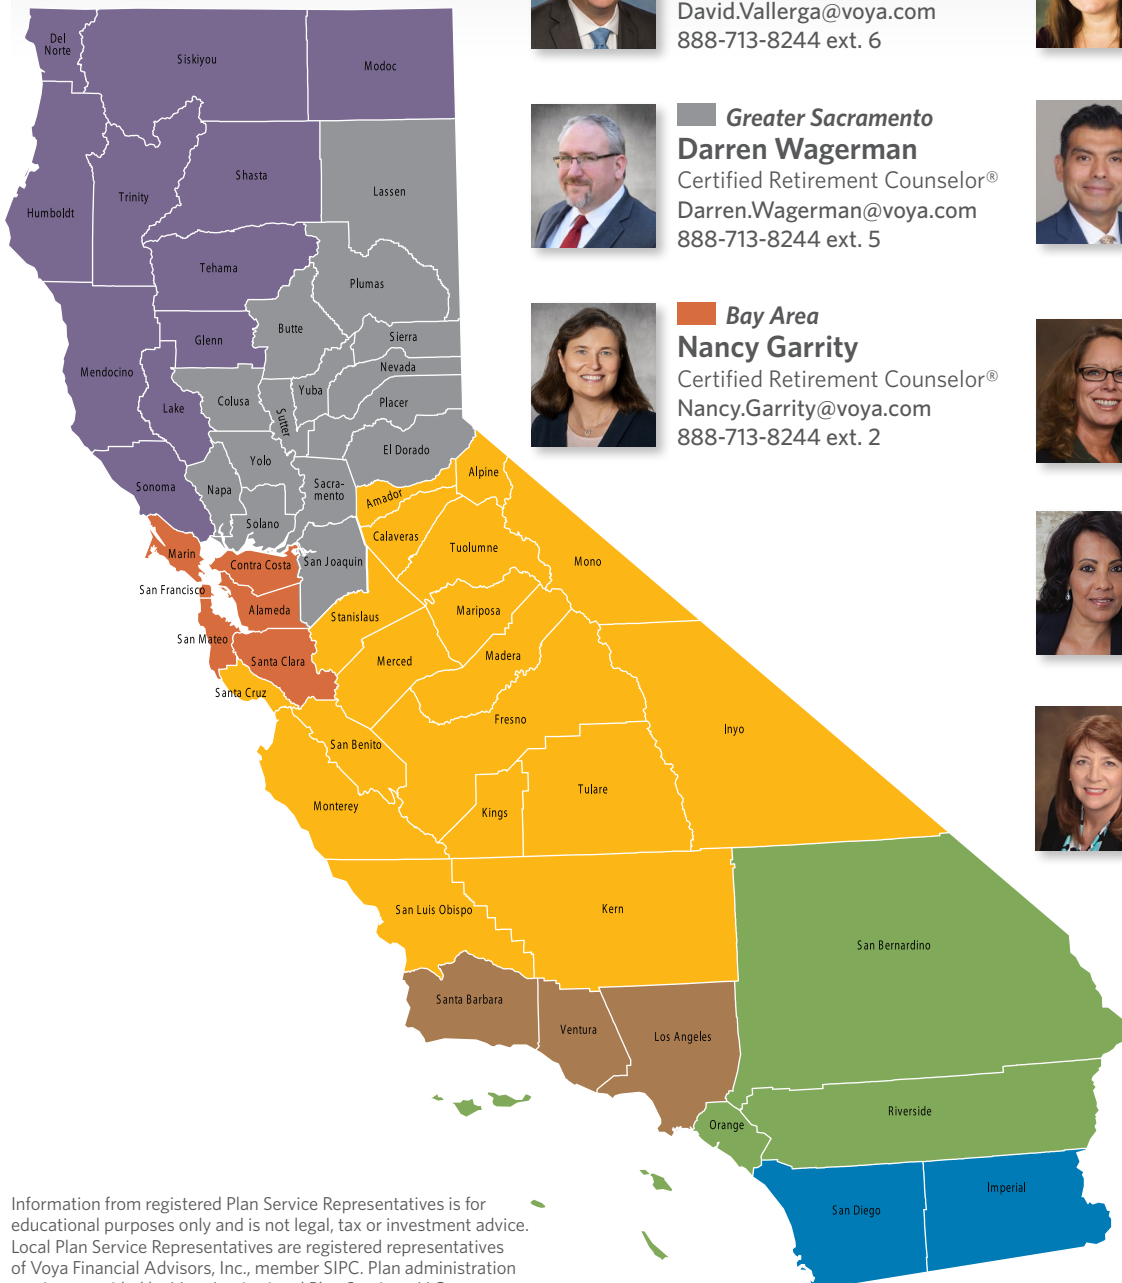 David.Vallerga@voya.com
888-713-8244 ext. 6
Greater Sacramento
Darren Wagerman
Certified Retirement Counselor®
Darren.Wagerman@voya.com
888-713-8244 ext. 5
Bay Area
Nancy Garrity
Certified Retirement Counselor®
Nancy.Garrity@voya.com
888-713-8244 ext. 2
Del
Norte
Siskiyou
Modoc
Humboldt
Trinity
Shasta
Lassen
Tehama
Plumas
Glenn
Butte
Sierra
Mendocino
Nevada
Lake
Colusa
Sutter
Yuba
Placer
El Dorado
Sonoma
Napa
Yolo
Sacra-
mento
Amador
Alpine
Solano
Calaveras
Tuolumne
Mono
Marin
Contra Costa
San Joaquin
San Francisco
Alameda
Stanislaus
Mariposa
San Mateo
Santa Clara
Merced
Madera
Santa Cruz
Fresno
Inyo
San Benito
Monterey
Kings
Tulare
San Luis Obispo
Kern
San Bernardino
Santa Barbara
Ventura
Los Angeles
Orange
Riverside
San Diego
Imperial
Information from registered Plan Service Representatives is for
educational purposes only and is not legal, tax or investment advice.
Local Plan Service Representatives are registered representatives
of Voya Financial Advisors, Inc., member SIPC. Plan administration